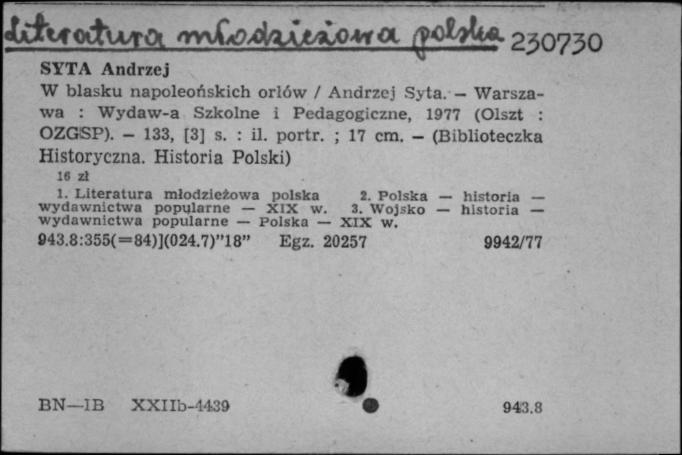 Literatura młodzieżowa polska 230730
SYTA Andrzej
W blasku napoleońskich orłów / Andrzej Syta. — Warsza-
wa : Wydaw-a Szkolne i Pedagogiczne, 1977 (Olszt :
OZGSP). — 133, [3] s. : il. portr. ; 17 cm. — (Biblioteczka
Historyczna. Historia Polski)
16 zł
1. Literatura młodzieżowa polska 2. Polska — historia —
wydawnictwa popularne — XIX w. 3. Wojsko — historia —
wydawnictwa popularne — Polska — XIX w.
943.8:355(=84)](024.7)"18" Egz. 20257 9942/77
BN—IB XXIIb-4439 943.8